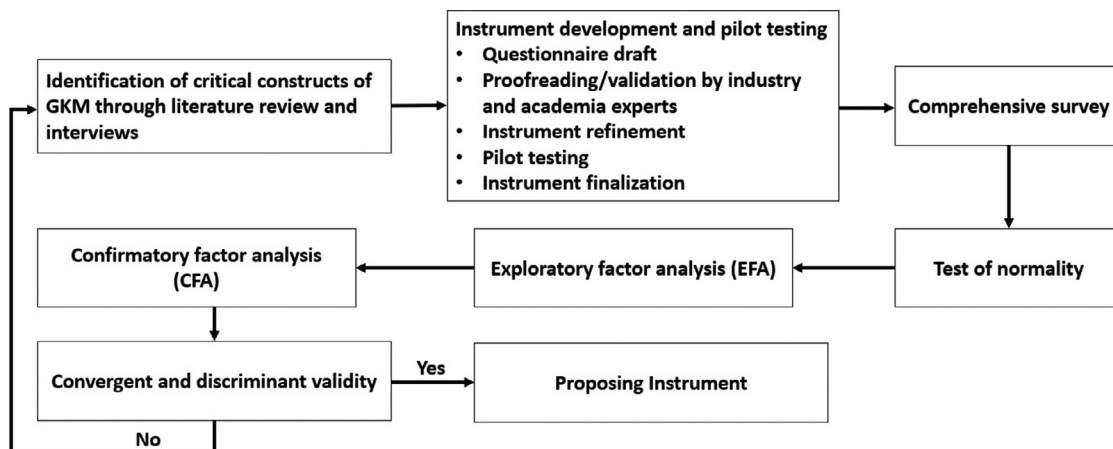 Identification of critical constructs of
GKM through literature review and
interviews
Instrument development and pilot testing
• Questionnaire draft
• Proofreading/validation by industry
and academia experts
• Instrument refinement
• Pilot testing
• Instrument finalization
Comprehensive survey
Test of normality
Exploratory factor analysis (EFA)
Confirmatory factor analysis
(CFA)
Convergent and discriminant validity
Yes
Proposing Instrument
No